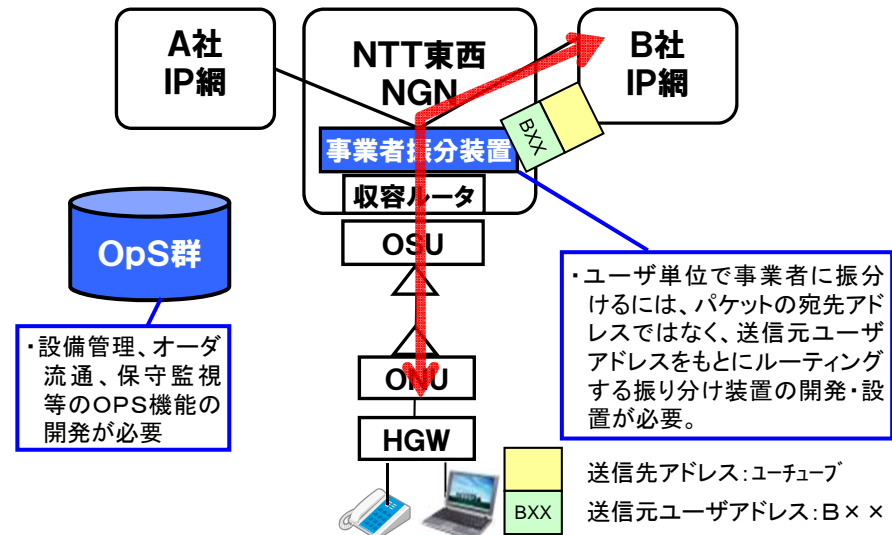 A社
IP網
NTT東西
NGN
B社
IP網
BXX
事業者振分装置
収容ルータ
OSU
OpS群
・設備管理、オーダ
流通、保守監視
等のOPS機能の
開発が必要
・ユーザ単位で事業者に振分
けるには、パケットの宛先アド
レスではなく、送信元ユーザ
アドレスをもとにルーティング
する振り分け装置の開発・設
置が必要。
ONU
HGW
送信先アドレス:ユーチューブ
BXX
送信元ユーザアドレス:B××